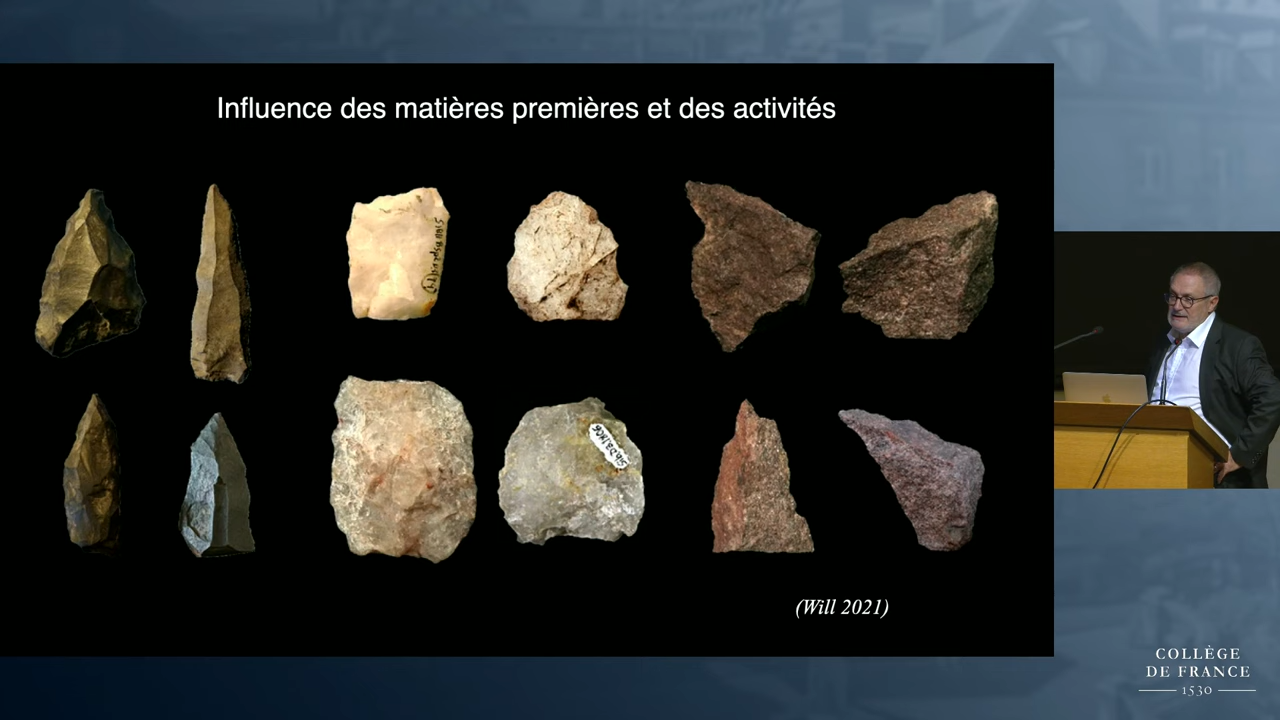 Influence des matières premières et des activités
(Will 2021)
COLLÈGE
DE FRANCE
1530